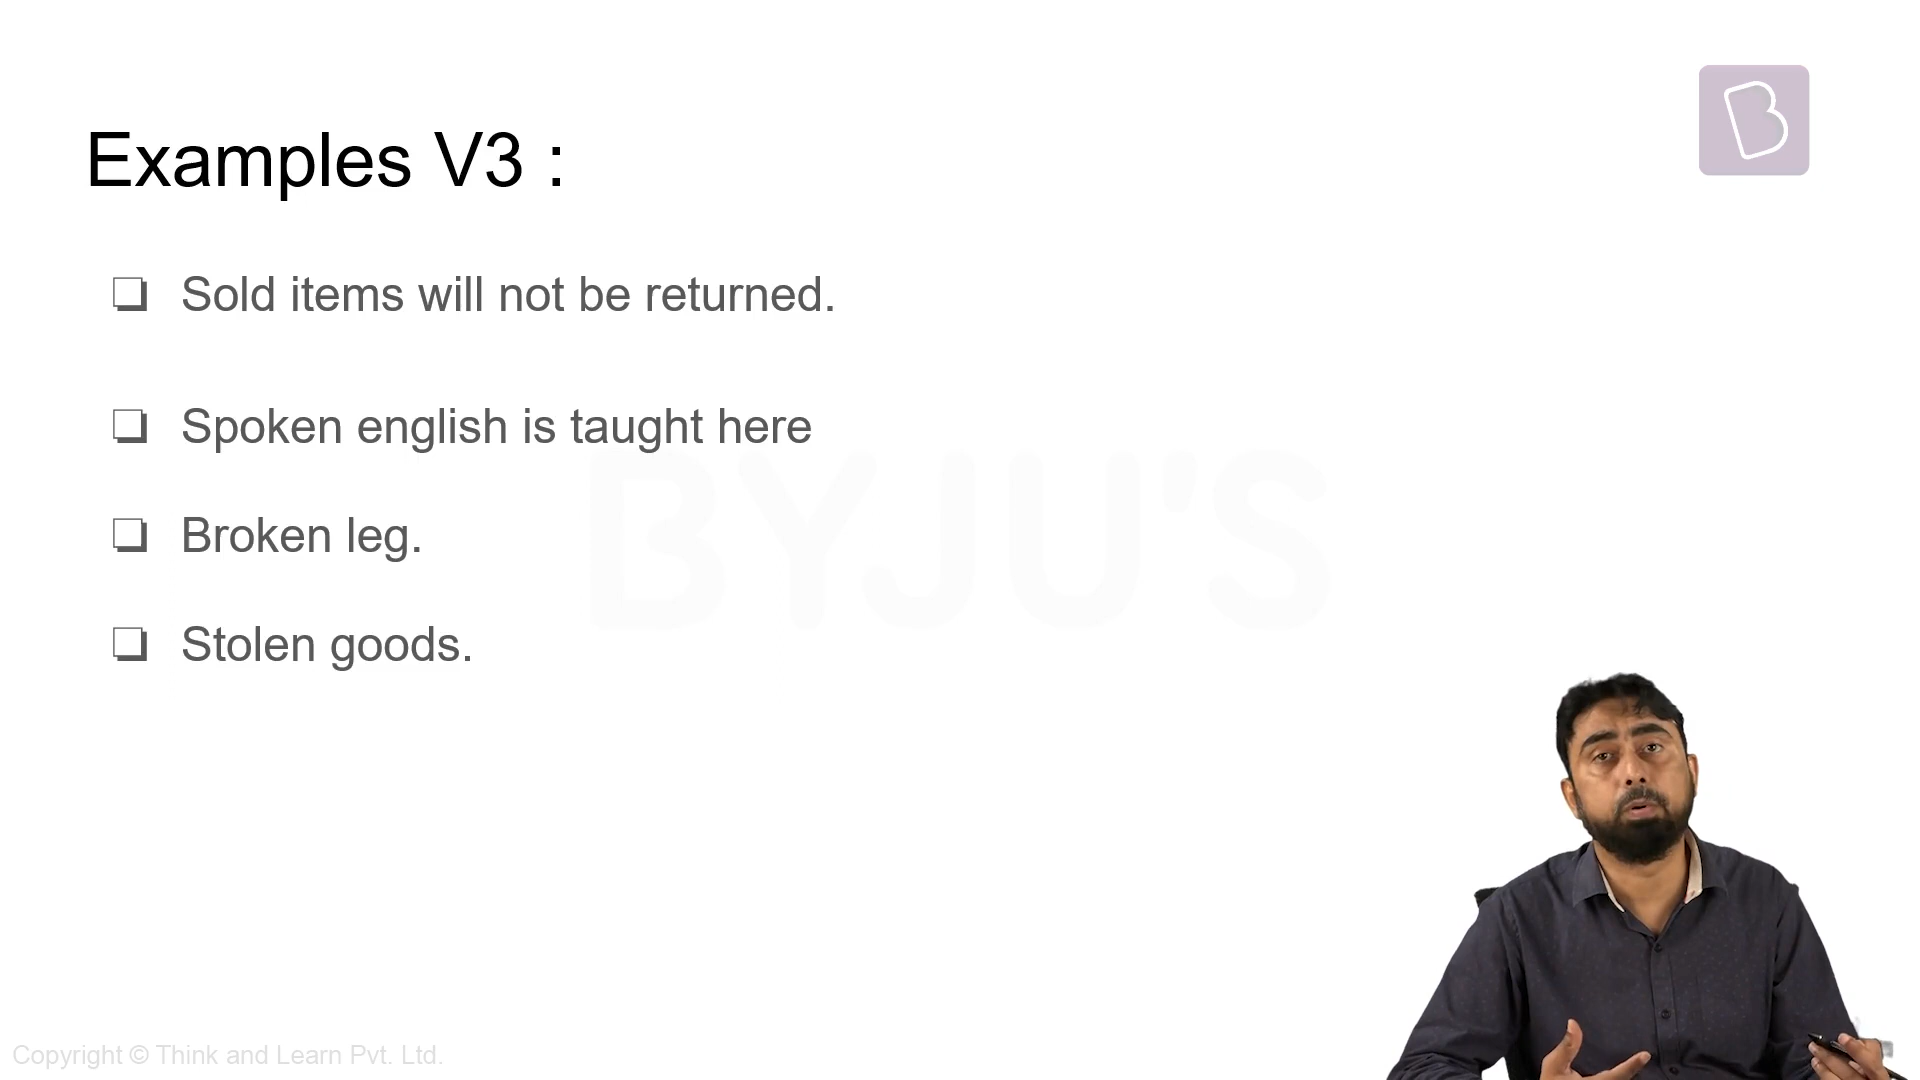 Examples V3 :
Sold items will not be returned.
Spoken english is taught here
Broken leg.
Stolen goods.
BYJU'S
Copyright © Think and Learn Pvt. Ltd.